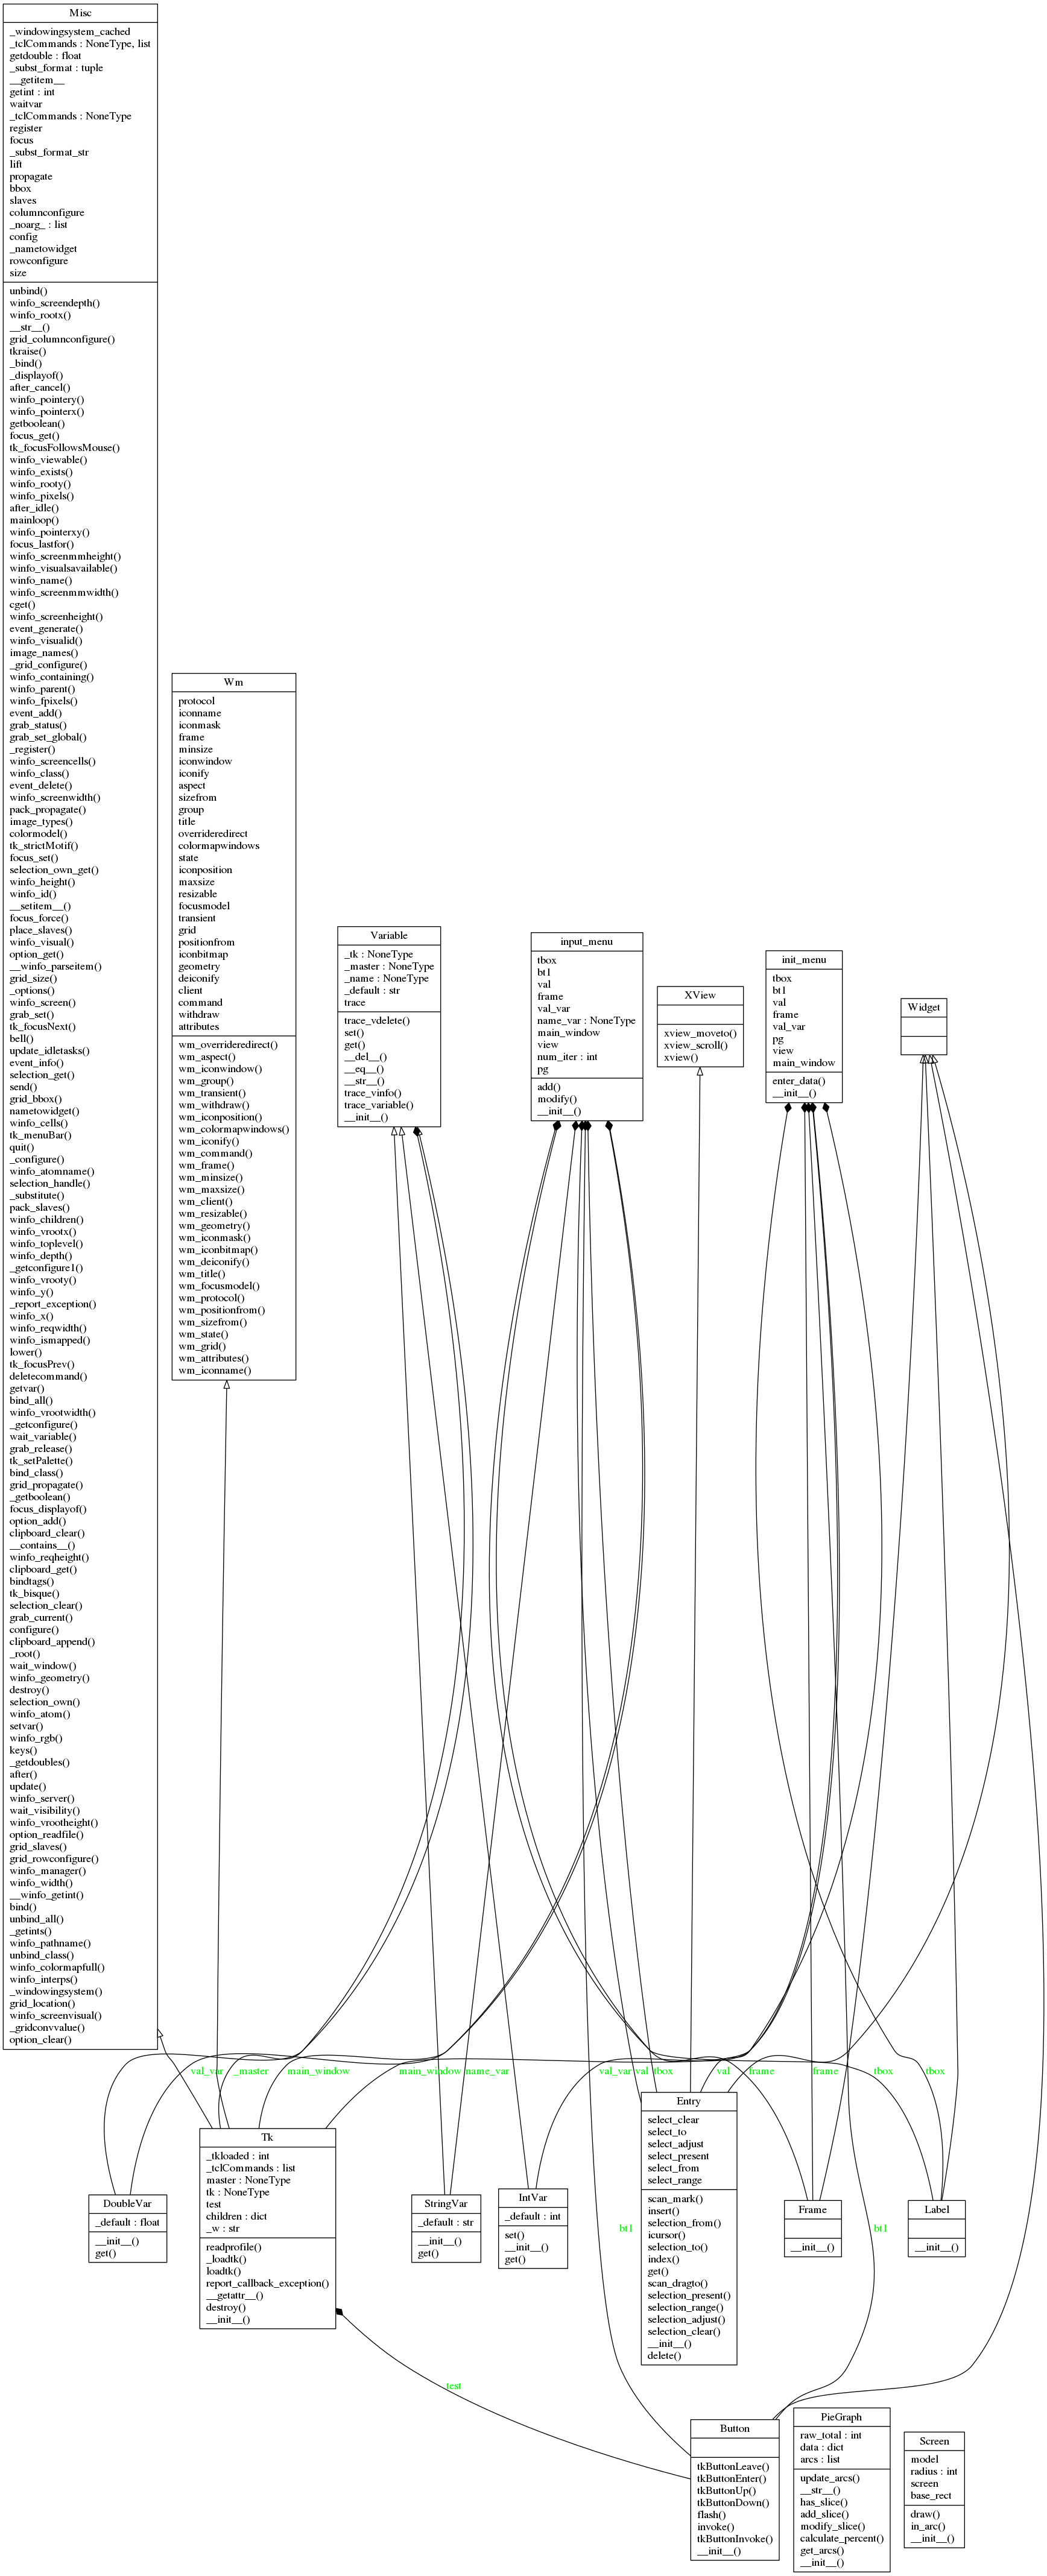 Misc
_windowingsystem_cached
_tclCommands : NoneType, list
getdouble : float
_subst_format : tuple
__getitem__
getint : int
waitvar
_tclCommands : NoneType
register
focus
_subst_format_str
lift
propagate
bbox
slaves
columnconfigure
_noarg_ : list
config
_nametowidget
rowconfigure
size
unbind()
winfo_screendepth()
winfo_rootx()
__str__()
grid_columnconfigure()
tkraise()
_bind()
_displayof()
after_cancel()
winfo_pointery()
winfo_pointerx()
getboolean()
focus_get()
tk_focusFollowsMouse()
winfo_viewable()
winfo_exists()
winfo_rooty()
winfo_pixels()
after_idle()
mainloop()
winfo_pointerxy()
focus_lastfor()
winfo_screenmmheight()
winfo_visualsavailable()
winfo_name()
winfo_screenmmwidth()
cget()
winfo_screenheight()
event_generate()
winfo_visualid()
image_names()
_grid_configure()
winfo_containing()
winfo_parent()
winfo_fpixels()
event_add()
grab_status()
grab_set_global()
_register()
winfo_screencells()
winfo_class()
event_delete()
winfo_screenwidth()
pack_propagate()
image_types()
colormodel()
tk_strictMotif()
focus_set()
selection_own_get()
winfo_height()
winfo_id()
__setitem__()
focus_force()
place_slaves()
winfo_visual()
option_get()
__winfo_parseitem()
grid_size()
_options()
winfo_screen()
grab_set()
tk_focusNext()
bell()
update_idletasks()
event_info()
selection_get()
send()
grid_bbox()
nametowidget()
winfo_cells()
tk_menuBar()
quit()
_configure()
winfo_atomname()
selection_handle()
_substitute()
pack_slaves()
winfo_children()
winfo_vrootx()
winfo_toplevel()
winfo_depth()
_getconfigure1()
winfo_vrooty()
winfo_y()
_report_exception()
winfo_x()
winfo_reqwidth()
winfo_ismapped()
lower()
tk_focusPrev()
deletecommand()
getvar()
bind_all()
winfo_vrootwidth()
_getconfigure()
wait_variable()
grab_release()
tk_setPalette()
bind_class()
grid_propagate()
_getboolean()
focus_displayof()
option_add()
clipboard_clear()
__contains__()
winfo_reqheight()
clipboard_get()
bindtags()
tk_bisque()
selection_clear()
grab_current()
configure()
clipboard_append()
_root()
wait_window()
winfo_geometry()
destroy()
selection_own()
winfo_atom()
setvar()
winfo_rgb()
keys()
_getdoubles()
after()
update()
winfo_server()
wait_visibility()
winfo_vrootheight()
option_readfile()
grid_slaves()
grid_rowconfigure()
winfo_manager()
winfo_width()
__winfo_getint()
bind()
unbind_all()
_getints()
winfo_pathname()
unbind_class()
winfo_colormapfull()
winfo_interps()
_windowingsystem()
grid_location()
winfo_screenvisual()
_gridconvvalue()
option_clear()
Wm
protocol
iconname
iconmask
frame
minsize
iconwindow
iconify
aspect
sizefrom
group
title
overrideredirect
colormapwindows
state
iconposition
maxsize
resizable
focusmodel
transient
grid
positionfrom
iconbitmap
geometry
deiconify
client
command
withdraw
attributes
wm_overrideredirect()
wm_aspect()
wm_iconwindow()
wm_group()
wm_transient()
wm_withdraw()
wm_iconposition()
wm_colormapwindows()
wm_iconify()
wm_command()
wm_frame()
wm_minsize()
wm_maxsize()
wm_client()
wm_resizable()
wm_geometry()
wm_iconmask()
wm_iconbitmap()
wm_deiconify()
wm_title()
wm_focusmodel()
wm_protocol()
wm_positionfrom()
wm_sizefrom()
wm_state()
wm_grid()
wm_attributes()
wm_iconname()
Variable
_tk : NoneType
_master : NoneType
_name : NoneType
_default : str
trace
trace_vdelete()
set()
get()
__del__()
__eq__()
__str__()
trace_vinfo()
trace_variable()
__init__()
input_menu
tbox
bt1
val
frame
val_var
name_var : NoneType
main_window
view
num_iter : int
pg
add()
modify()
__init__()
XView
xview_moveto()
xview_scroll()
xview()
init_menu
tbox
bt1
val
frame
val_var
pg
view
main_window
enter_data()
__init__()
Widget
val_var
_master
main_window
main_window
name_var
val_var
val
tbox
val
frame
frame
tbox
tbox
DoubleVar
_default : float
__init__()
get()
Tk
_tkloaded : int
_tclCommands : list
master : NoneType
tk : NoneType
test
children : dict
_w : str
readprofile()
_loadtk()
loadtk()
report_callback_exception()
__getattr__()
destroy()
__init__()
StringVar
_default : str
__init__()
get()
IntVar
_default : int
set()
__init__()
get()
bt1
Entry
select_clear
select_to
select_adjust
select_present
select_from
select_range
scan_mark()
insert()
selection_from()
icursor()
selection_to()
index()
get()
scan_dragto()
selection_present()
selection_range()
selection_adjust()
selection_clear()
__init__()
delete()
Frame
__init__()
bt1
Label
__init__()
test
Button
tkButtonLeave()
tkButtonEnter()
tkButtonUp()
tkButtonDown()
flash()
invoke()
tkButtonInvoke()
__init__()
PieGraph
raw_total : int
data : dict
arcs : list
update_arcs()
__str__()
has_slice()
add_slice()
modify_slice()
calculate_percent()
get_arcs()
__init__()
Screen
model
radius : int
screen
base_rect
draw()
in_arc()
__init__()